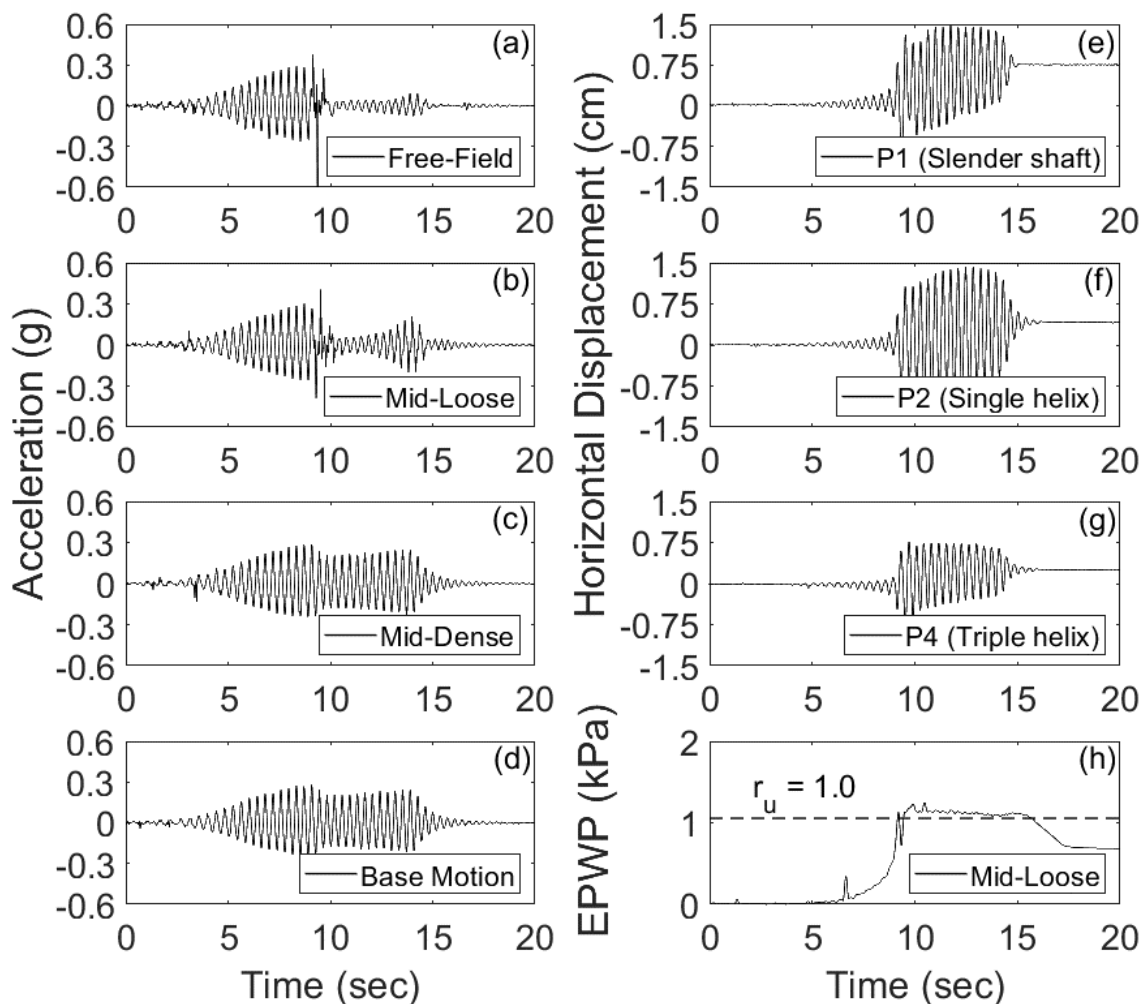 Acceleration (g)
0.6
0.3
0
-0.3
-0.6
(a)
Free-Field
0 5 10 15 20
0.6
0.3
0
-0.3
-0.6
(b)
Mid-Loose
0 5 10 15 20
0.6
0.3
0
-0.3
-0.6
(c)
Mid-Dense
0 5 10 15 20
0.6
0.3
0
-0.3
-0.6
(d)
Base Motion
0 5 10 15 20
Time (sec)
Horizontal Displacement (cm)
1.5
0.75
0
-0.75
-1.5
(e)
P1 (Slender shaft)
0 5 10 15 20
1.5
0.75
0
-0.75
-1.5
(f)
P2 (Single helix)
0 5 10 15 20
1.5
0.75
0
-0.75
-1.5
(g)
P4 (Triple helix)
0 5 10 15 20
EPWP (kPa)
2
1
0
(h)
r_u = 1.0
Mid-Loose
0 5 10 15 20
Time (sec)